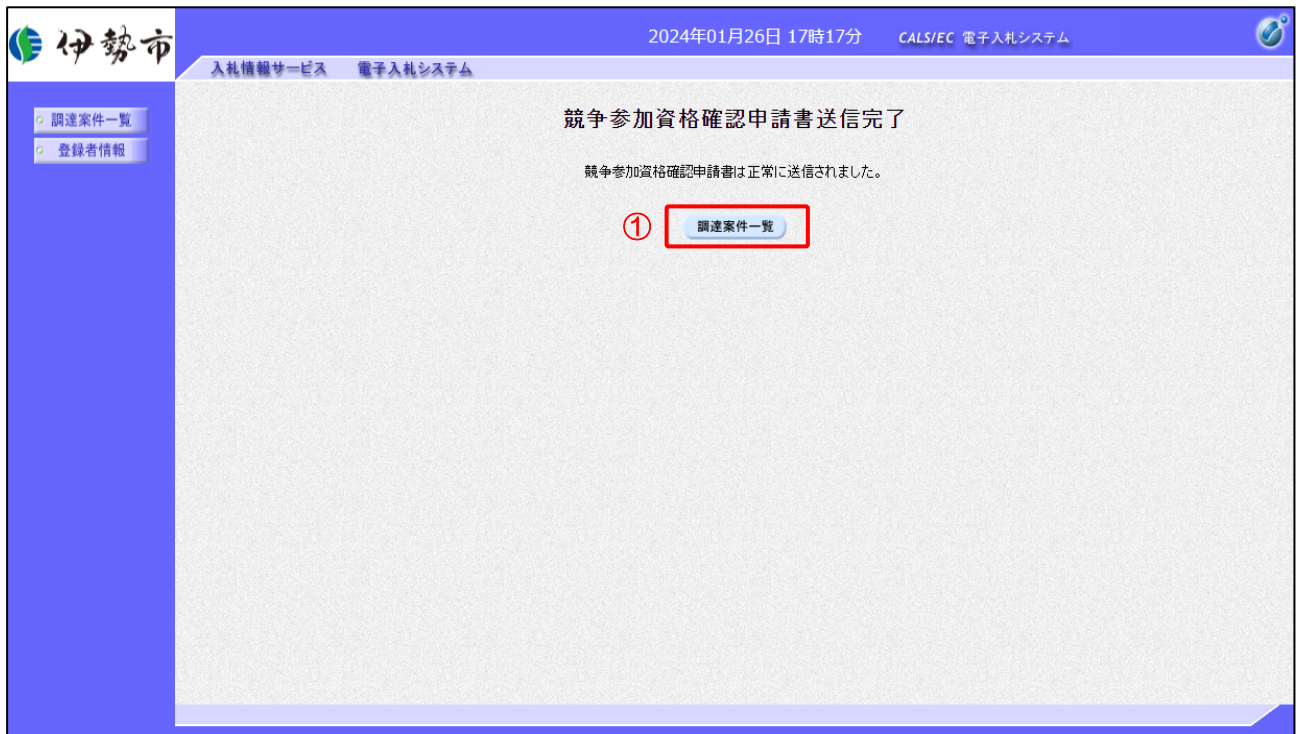 伊勢市
2024年01月26日 17時17分 CALS/EC 電子入札システム
入札情報サービス 電子入札システム
調達案件一覧
登録者情報
競争参加資格確認申請書送信完了
競争参加資格確認申請書は正常に送信されました。
① 調達案件一覧